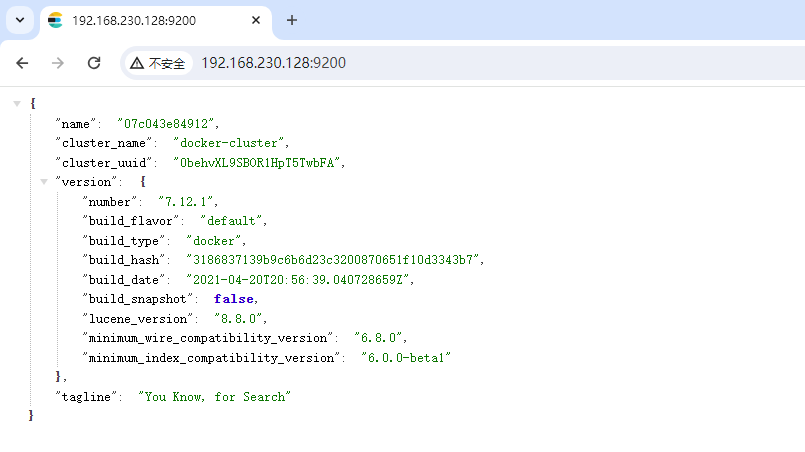 192.168.230.128:9200
不安全 192.168.230.128:9200
{
"name": "07c043e84912",
"cluster_name": "docker-cluster",
"cluster_uuid": "0behvXL9SBOR1HpT5TwbFA",
"version": {
"number": "7.12.1",
"build_flavor": "default",
"build_type": "docker",
"build_hash": "3186837139b9c6b6d23c3200870651f10d3343b7",
"build_date": "2021-04-20T20:56:39.040728659Z",
"build_snapshot": false,
"lucene_version": "8.8.0",
"minimum_wire_compatibility_version": "6.8.0",
"minimum_index_compatibility_version": "6.0.0-beta1"
},
"tagline": "You Know, for Search"
}